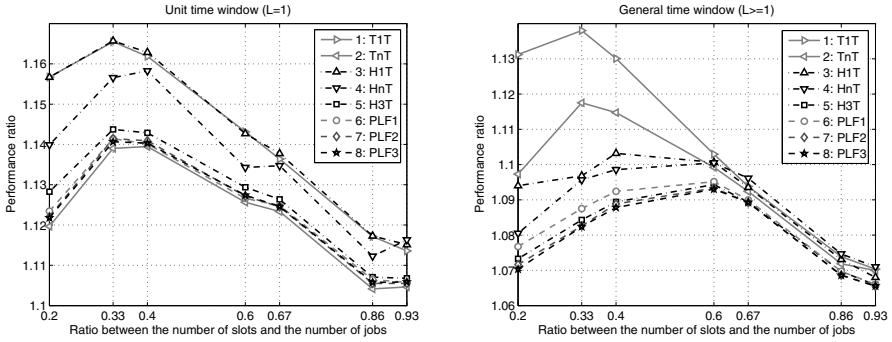 Unit time window (L=1)
Performance ratio
1.16
1.15
1.14
1.13
1.12
1.11
1.1
0.2 0.33 0.4 0.6 0.67 0.86 0.93
Ratio between the number of slots and the number of jobs
1: T1T
2: TnT
3: H1T
4: HnT
5: H3T
6: PLF1
7: PLF2
8: PLF3
General time window (L>=1)
Performance ratio
1.13
1.12
1.11
1.1
1.09
1.08
1.07
1.06
0.2 0.33 0.4 0.6 0.67 0.86 0.93
Ratio between the number of slots and the number of jobs
1: T1T
2: TnT
3: H1T
4: HnT
5: H3T
6: PLF1
7: PLF2
8: PLF3